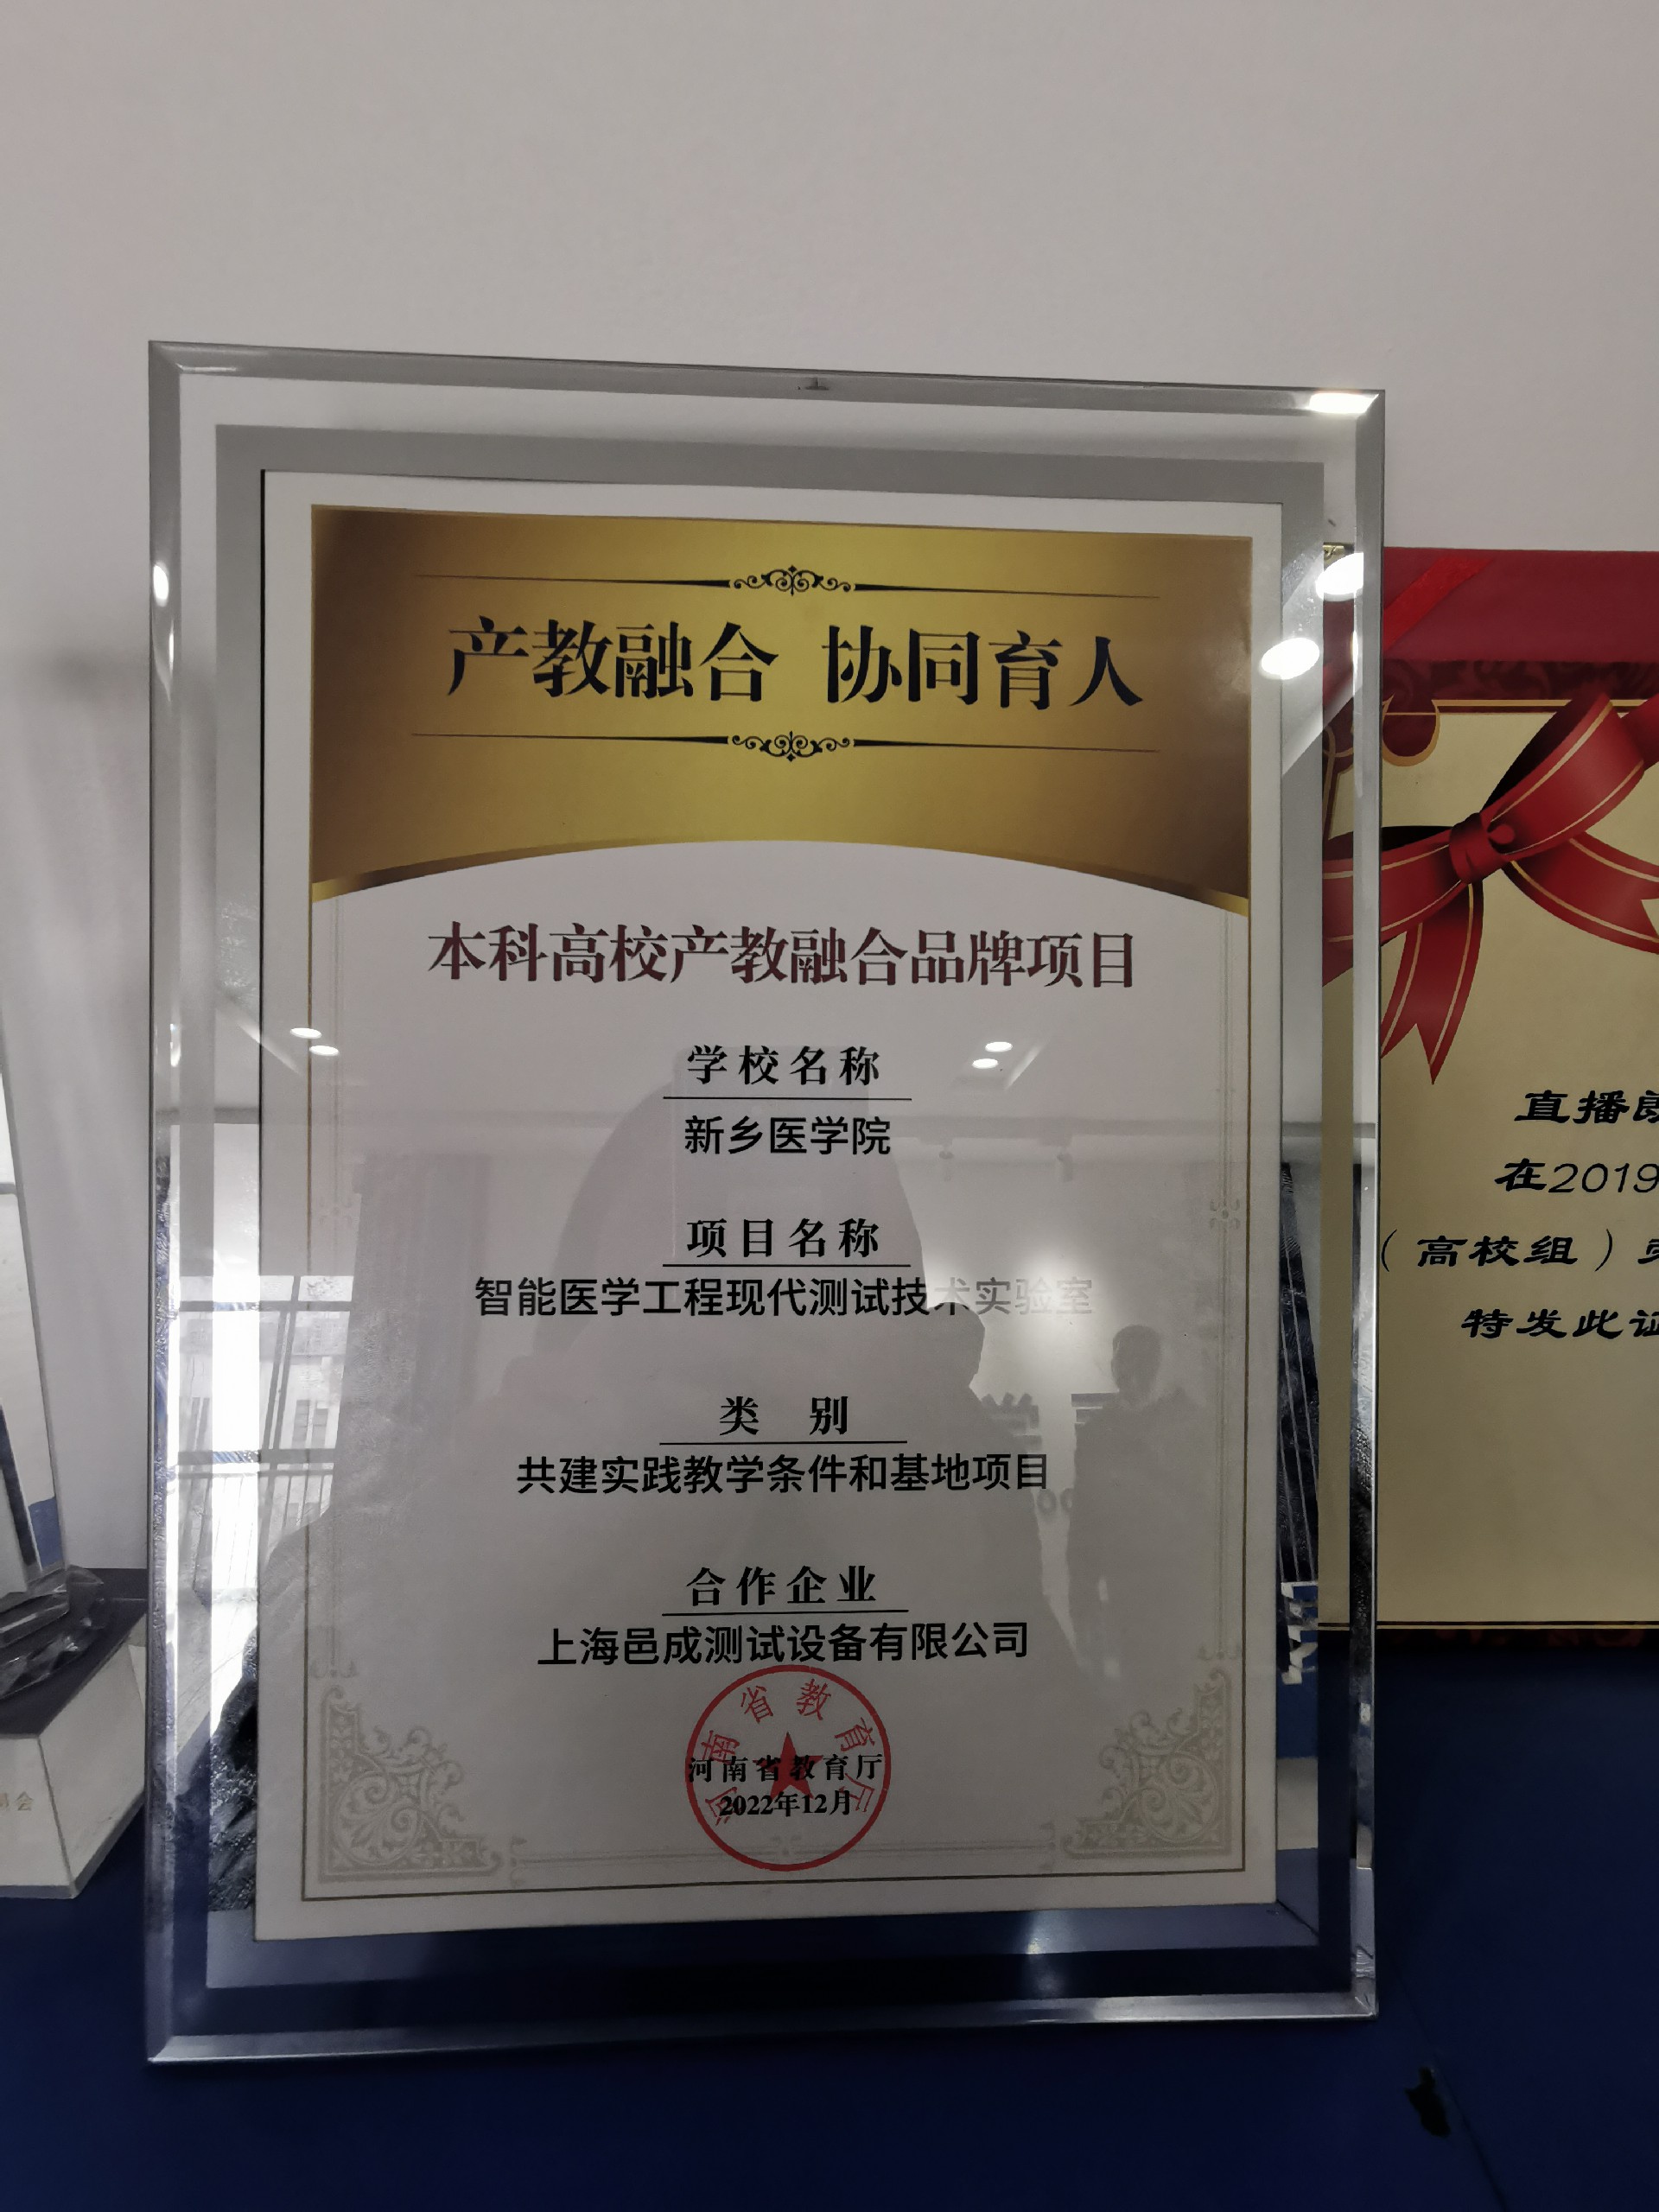 产教融合 协同育人
本科高校产教融合品牌项目
学校名称
新乡医学院
项目名称
智能医学工程现代测试技术实验室
类 别
共建实践教学条件和基地项目
合作企业
上海邑成测试设备有限公司
河南省教育厅
河南省教育厅
2022年12月
直播朗
在2019
（高校组）
特发此证
会